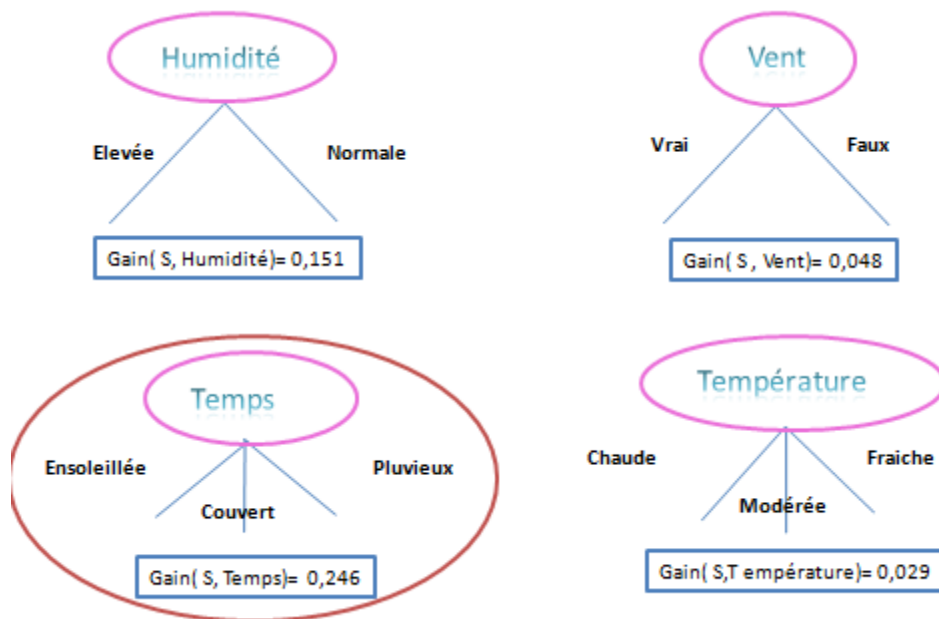 Humidité
Elevée
Normale
Gain( S, Humidité)= 0,151
Vent
Vrai
Faux
Gain( S , Vent)= 0,048
Temps
Ensoleillée
Pluvieux
Couvert
Gain( S, Temps)= 0,246
Température
Chaude
Fraiche
Modérée
Gain( S,T empérature)= 0,029